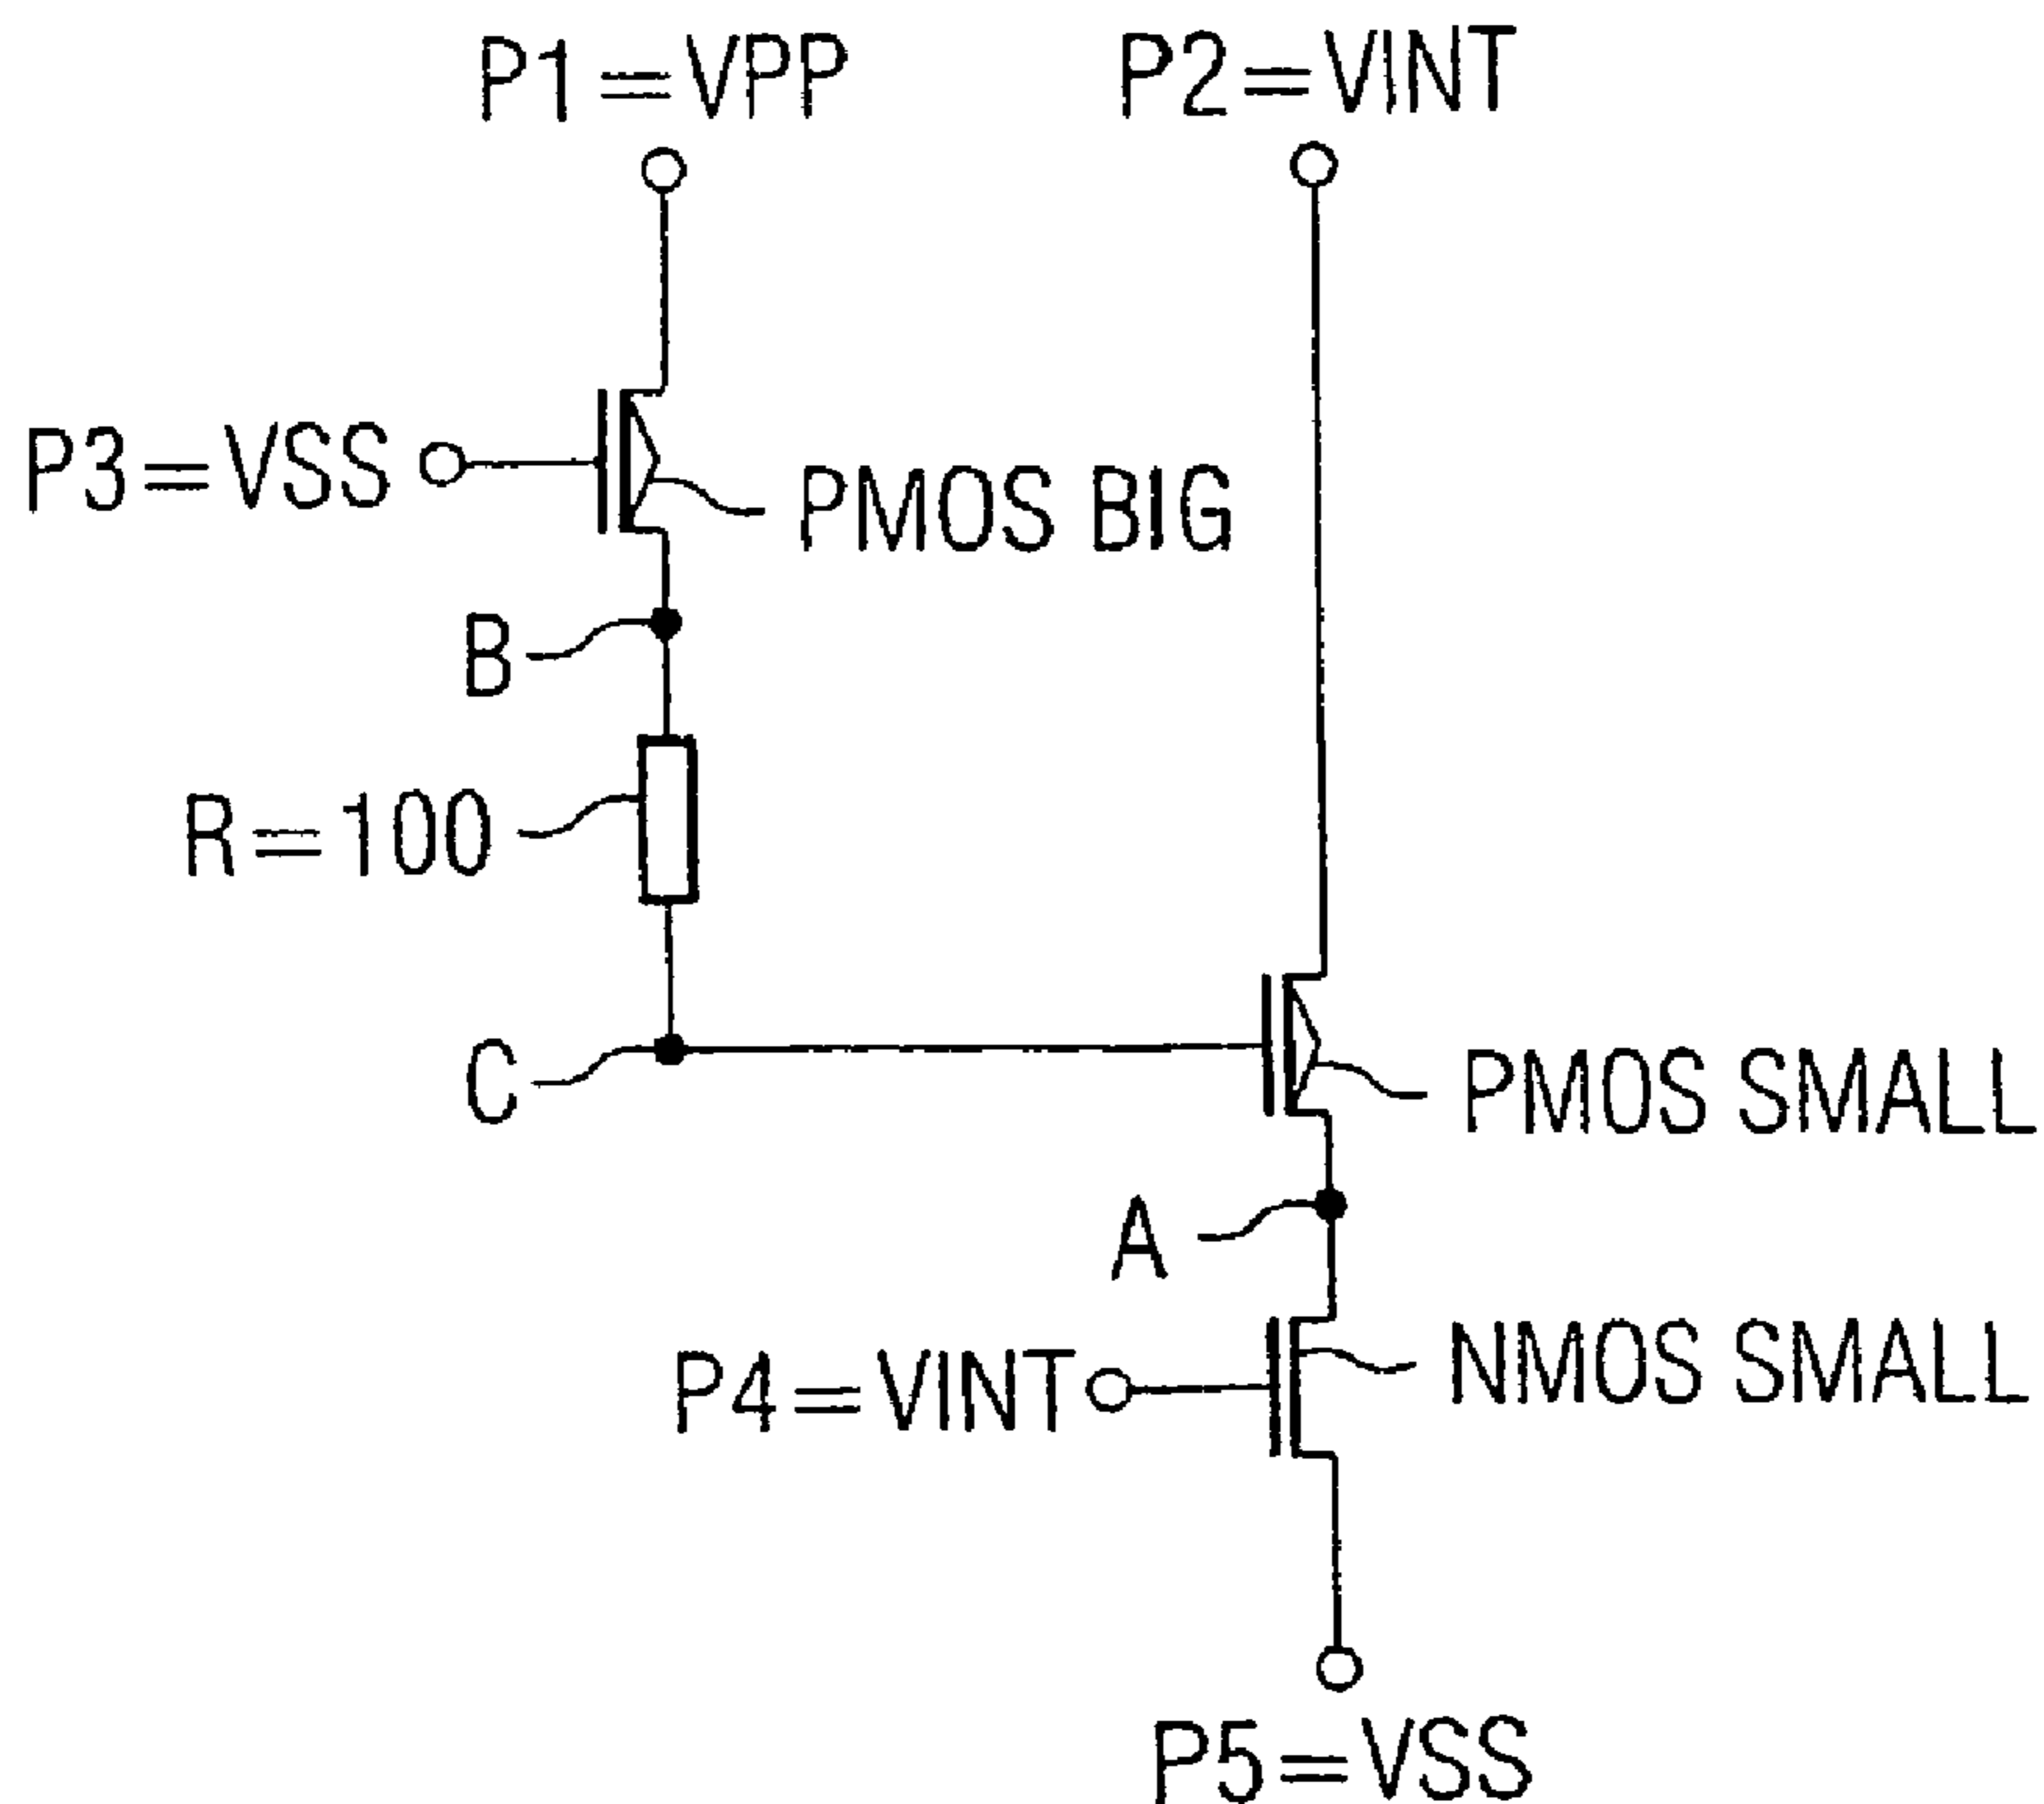 P1=VPP
P2=VINT
P3=VSS
PMOS BIG
B
R=100
C
PMOS SMALL
A
P4=VINT
NMOS SMALL
P5=VSS